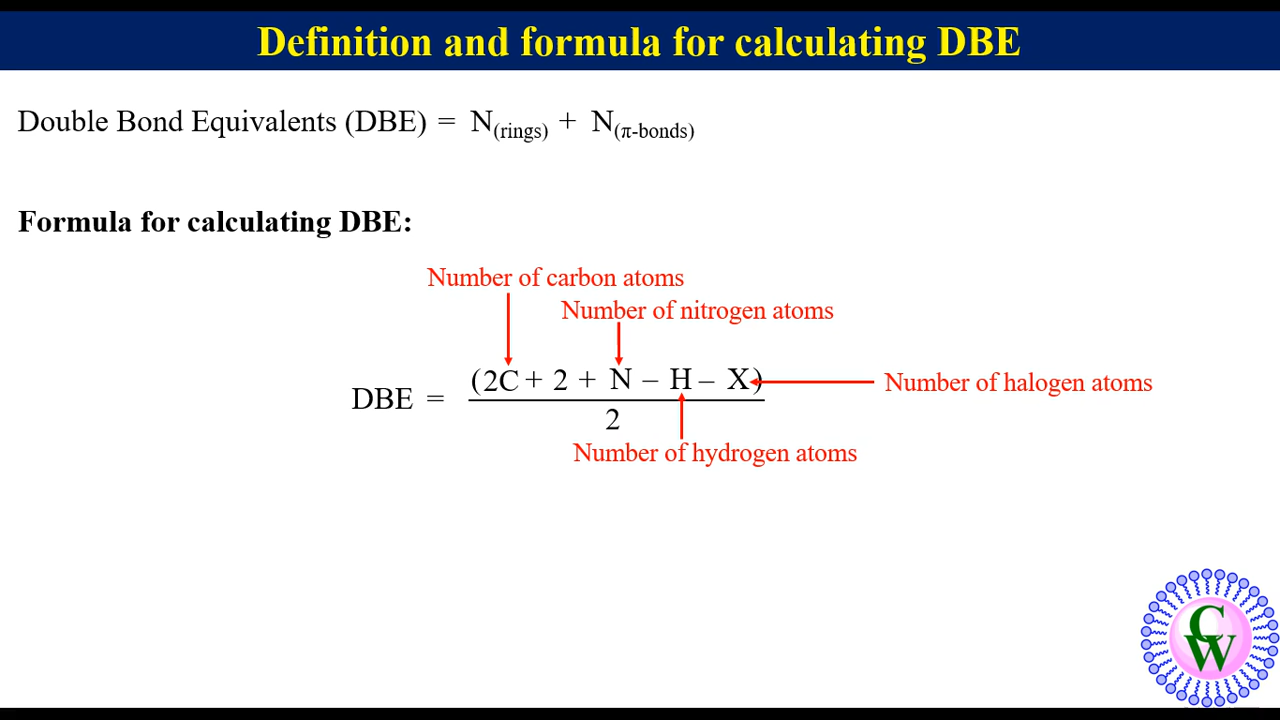 Definition and formula for calculating DBE
Double Bond Equivalents (DBE) = N(rings) + N(π-bonds)
Formula for calculating DBE:
Number of carbon atoms
Number of nitrogen atoms
DBE = (2C + 2 + N – H – X)
2
Number of halogen atoms
Number of hydrogen atoms
CW